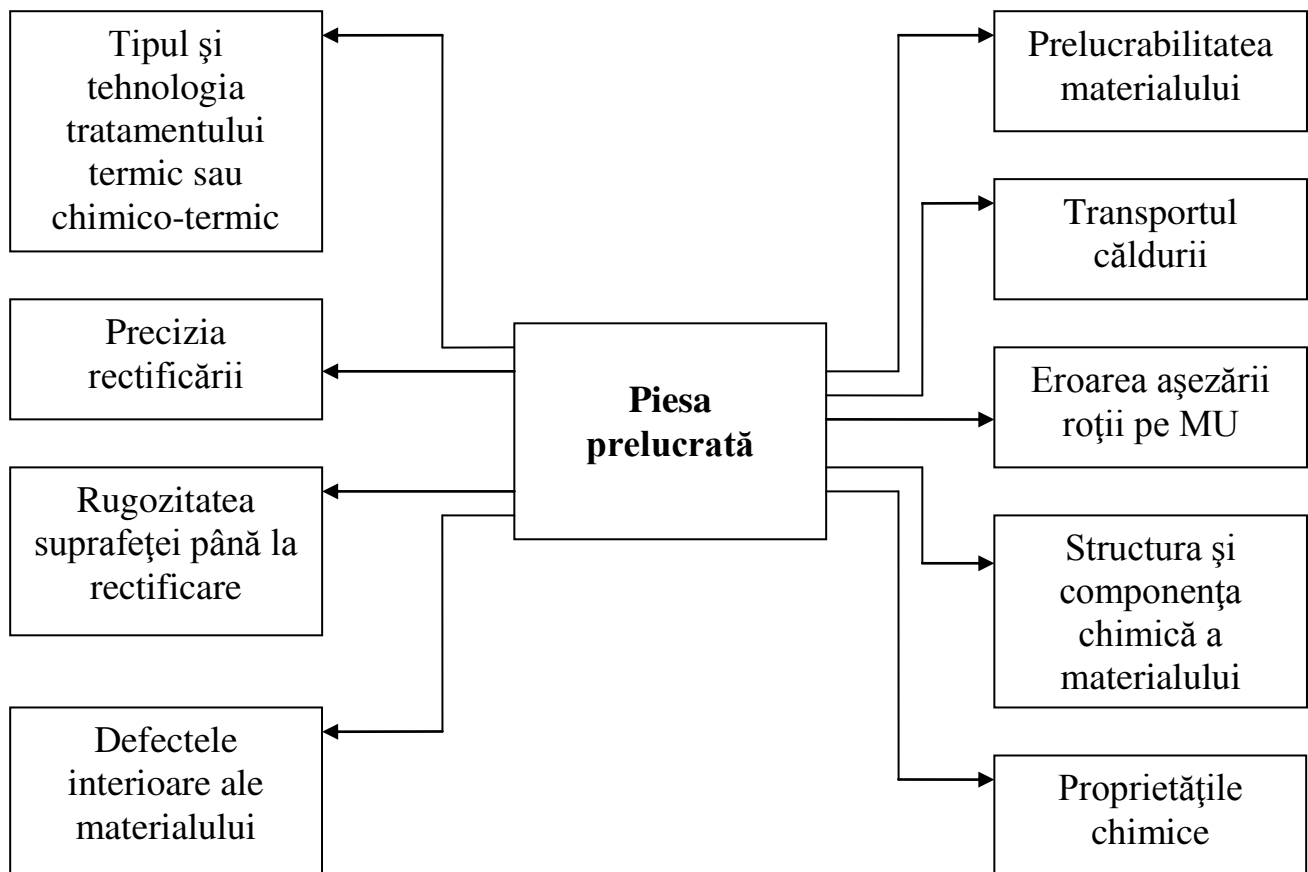 Tipul şi
tehnologia
tratamentului
termic sau
chimico-termic
Precizia
rectificării
Rugozitatea
suprafeţei până la
rectificare
Defectele
interioare ale
materialului
Piesa
prelucrată
Prelucrabilitatea
materialului
Transportul
căldurii
Eroarea aşezării
roţii pe MU
Structura şi
componenţa
chimică a
materialului
Proprietăţile
chimice